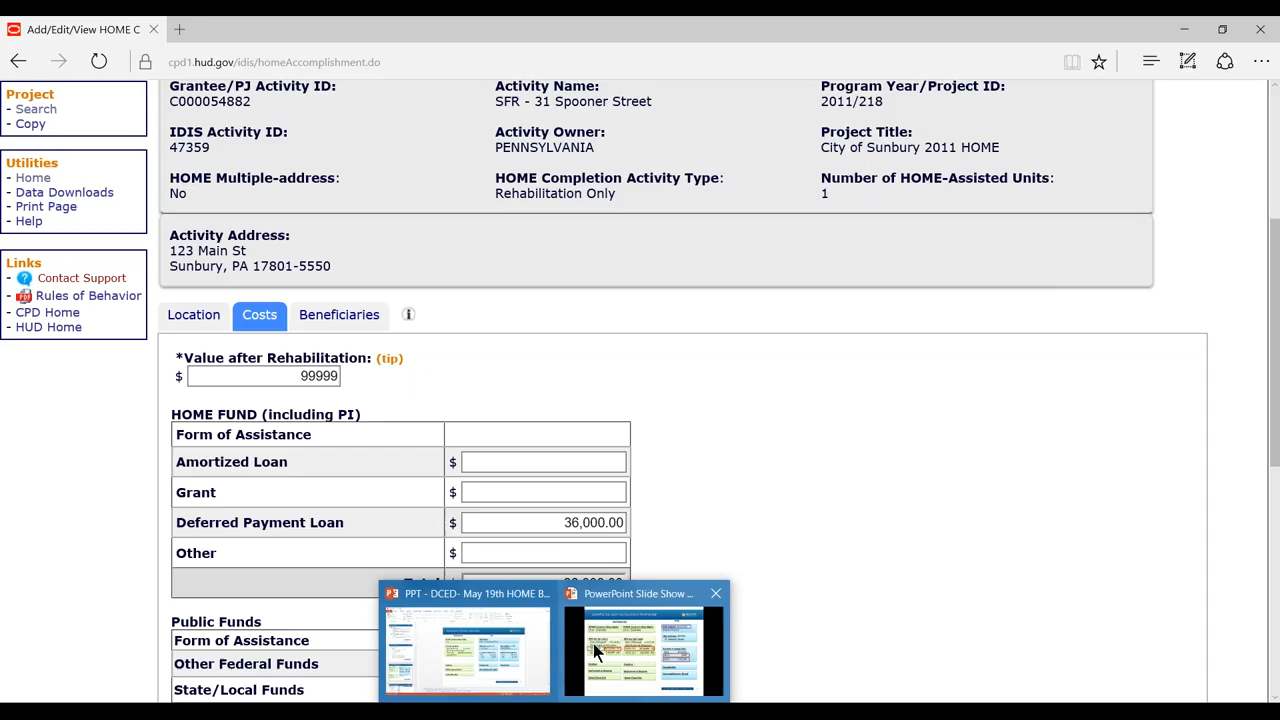 Add/Edit/View HOME C
cpd1.hud.gov/idis/homeAccomplishment.do
Project
- Search
- Copy
Utilities
- Home
- Data Downloads
- Print Page
- Help
Links
- ? Contact Support
- Rules of Behavior
- CPD Home
- HUD Home
Grantee/PJ Activity ID:
C000054882
Activity Name:
SFR - 31 Spooner Street
Program Year/Project ID:
2011/218
IDIS Activity ID:
47359
Activity Owner:
PENNSYLVANIA
Project Title:
City of Sunbury 2011 HOME
HOME Multiple-address:
No
HOME Completion Activity Type:
Rehabilitation Only
Number of HOME-Assisted Units:
1
Activity Address:
123 Main St
Sunbury, PA 17801-5550
Location Costs Beneficiaries
*Value after Rehabilitation: (tip)
$ 99999
HOME FUND (including PI)
Form of Assistance
Amortized Loan $
Grant $
Deferred Payment Loan $ 36,000.00
Other $
Public Funds
Form of Assistance
Other Federal Funds
State/Local Funds
PPT - DCED- May 19th HOME B...
PowerPoint Slide Show ...